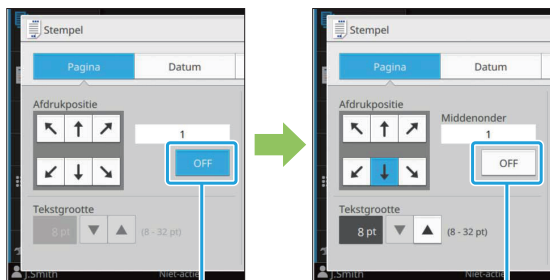 Stempel
Pagina
Datum
Afdrukpositie
1
OFF
Tekstgrootte
8 pt
(8 - 32 pt)
J.Smith
Niet-actie
Stempel
Pagina
Datum
Afdrukpositie
Middenonder
1
OFF
Tekstgrootte
8 pt
(8 - 32 pt)
J.Smith
Niet-actie